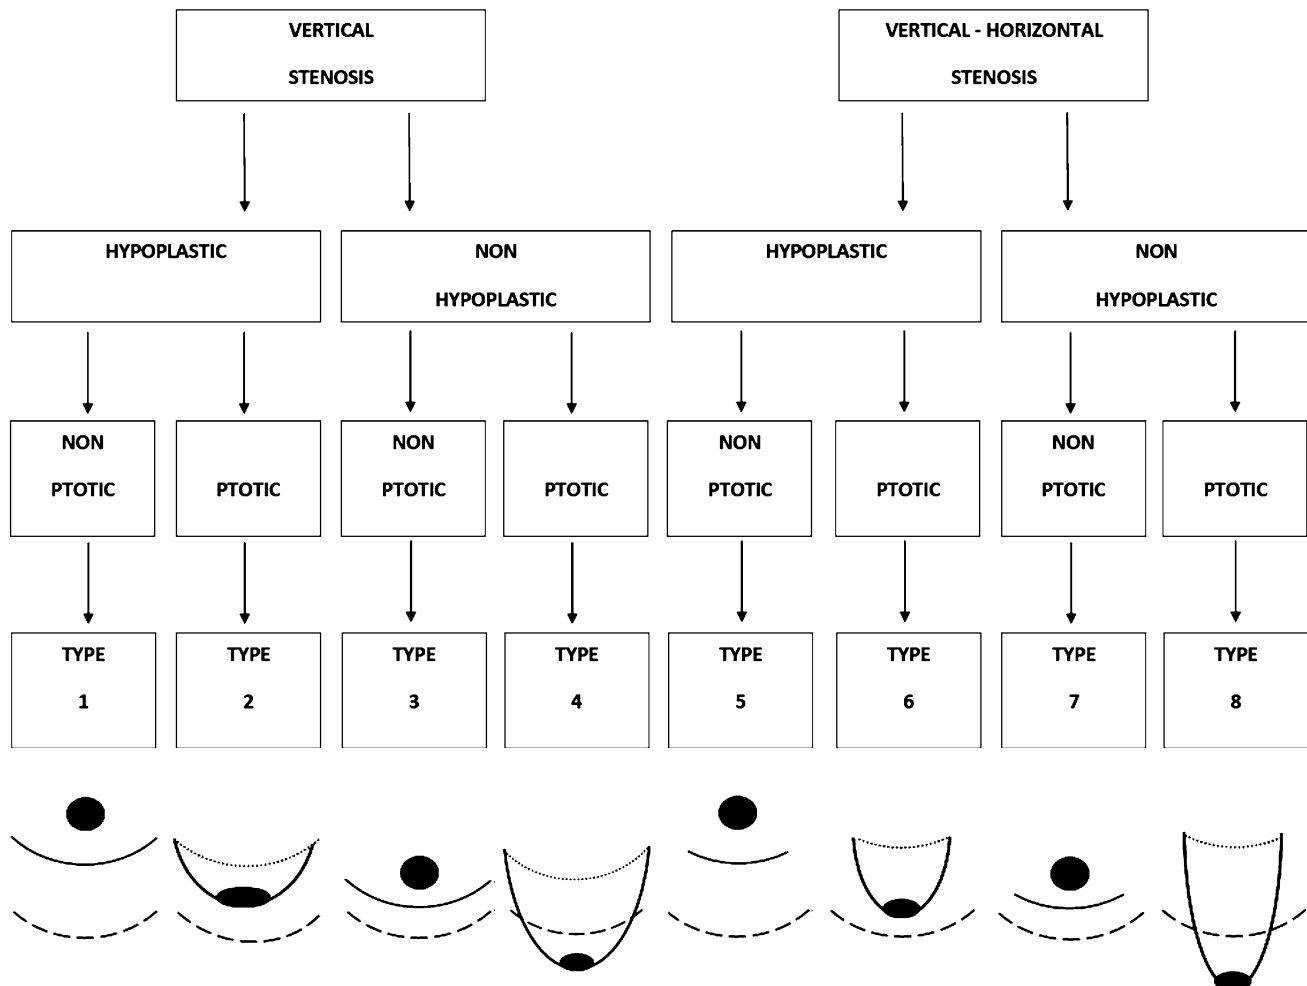 VERTICAL
STENOSIS
VERTICAL - HORIZONTAL
STENOSIS
HYPOPLASTIC
NON
HYPOPLASTIC
HYPOPLASTIC
NON
HYPOPLASTIC
NON
PTOTIC
PTOTIC
NON
PTOTIC
PTOTIC
NON
PTOTIC
PTOTIC
NON
PTOTIC
PTOTIC
TYPE
1
TYPE
2
TYPE
3
TYPE
4
TYPE
5
TYPE
6
TYPE
7
TYPE
8